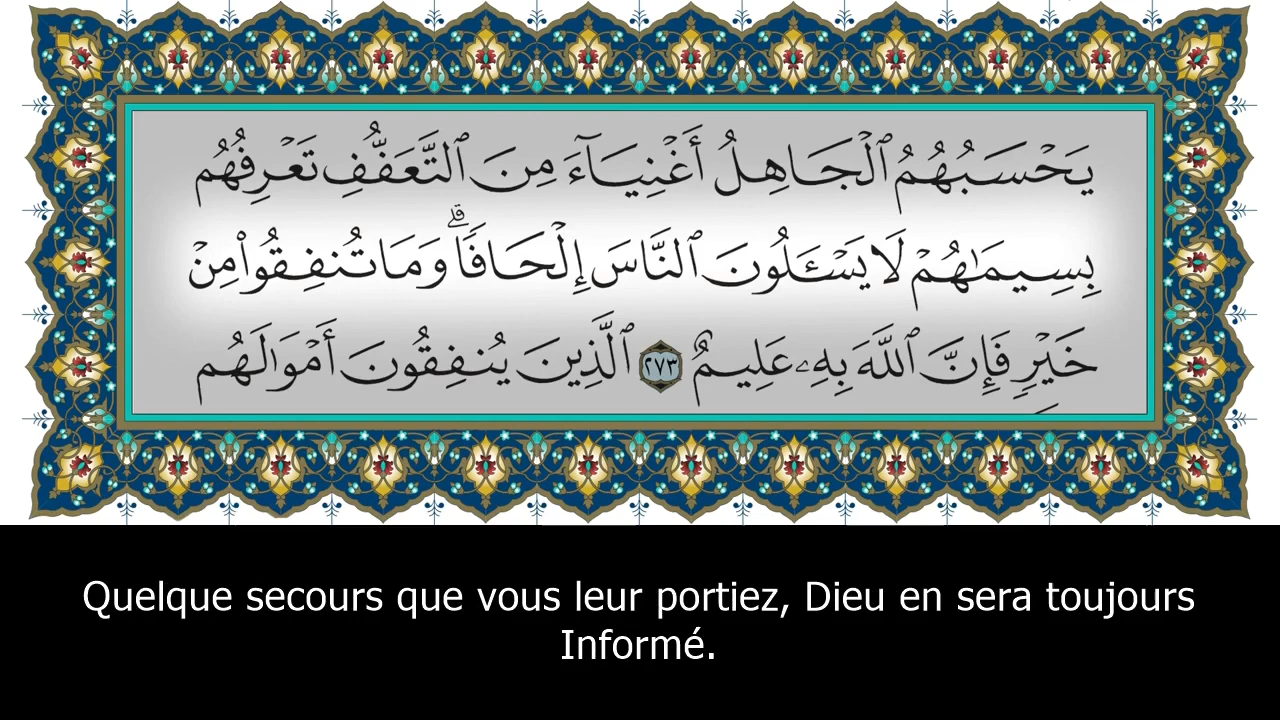 يَحْسَبُهُمُ ٱلْجَاهِلُ أَغْنِيَآءَ مِنَ ٱلتَّعَفُّفِ تَعْرِفُهُم
بِسِيمَٰهُمْ لَا يَسْـَٔلُونَ ٱلنَّاسَ إِلْحَافًا ۗ وَمَا تُنفِقُوا۟ مِنْ
خَيْرٍ فَإِنَّ ٱللَّهَ بِهِۦ عَلِيمٌ ٢٧٣ ٱلَّذِينَ يُنفِقُونَ أَمْوَٰلَهُم
Quelque secours que vous leur portiez, Dieu en sera toujours
Informé.